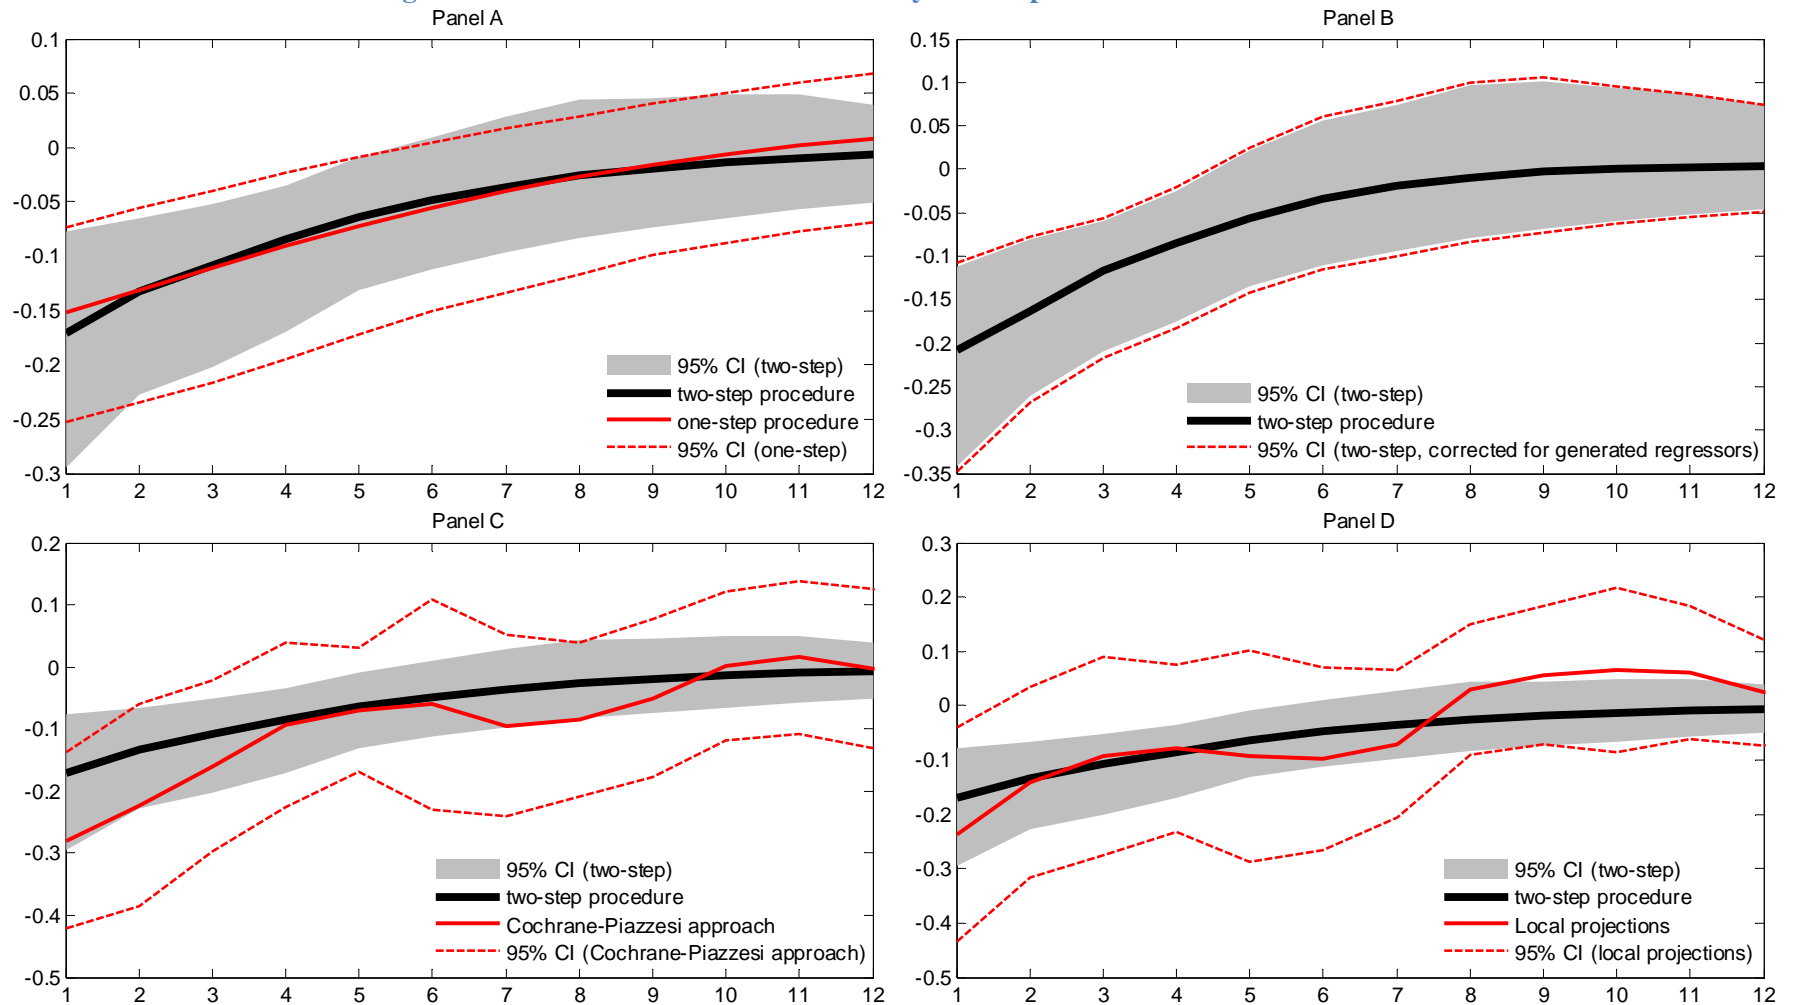 Panel A
0.1
0.05
0
-0.05
-0.1
-0.15
-0.2
-0.25
-0.3
1 2 3 4 5 6 7 8 9 10 11 12
95% CI (two-step)
two-step procedure
one-step procedure
95% CI (one-step)
Panel B
0.15
0.1
0.05
0
-0.05
-0.1
-0.15
-0.2
-0.25
-0.3
-0.35
1 2 3 4 5 6 7 8 9 10 11 12
95% CI (two-step)
two-step procedure
95% CI (two-step, corrected for generated regressors)
Panel C
0.2
0.1
0
-0.1
-0.2
-0.3
-0.4
-0.5
1 2 3 4 5 6 7 8 9 10 11 12
95% CI (two-step)
two-step procedure
Cochrane-Piazzesi approach
95% CI (Cochrane-Piazzesi approach)
Panel D
0.3
0.2
0.1
0
-0.1
-0.2
-0.3
-0.4
-0.5
1 2 3 4 5 6 7 8 9 10 11 12
95% CI (two-step)
two-step procedure
Local projections
95% CI (local projections)